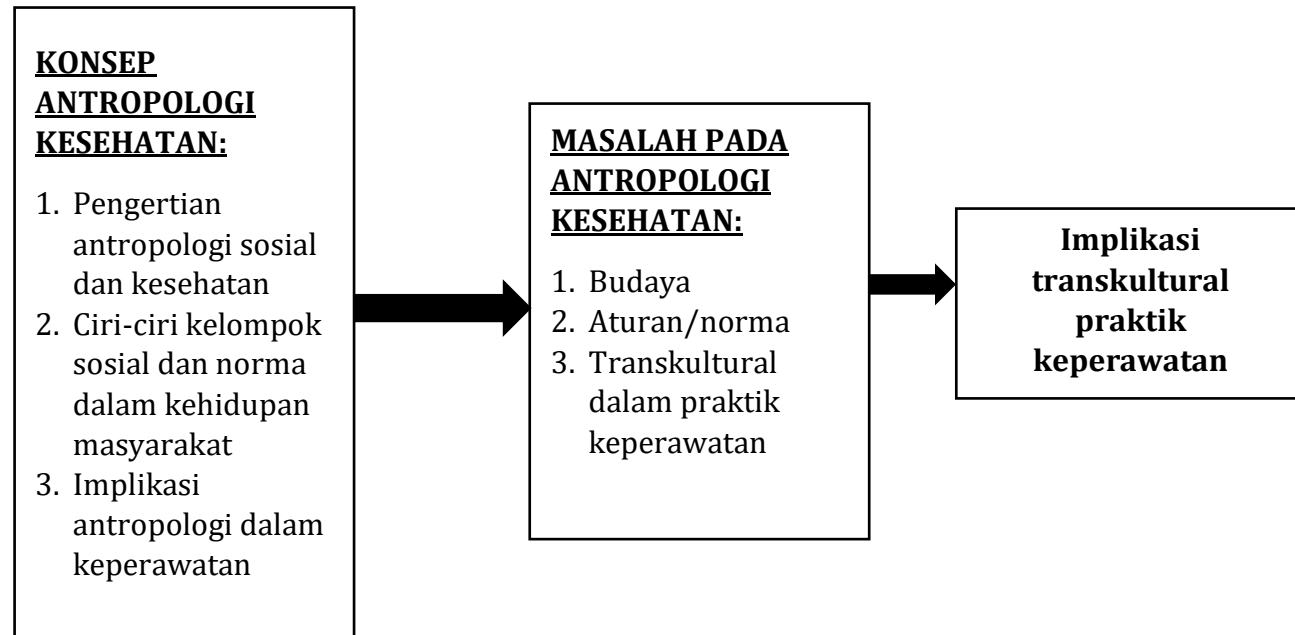 KONSEP
ANTROPOLOGI
KESEHATAN:
1. Pengertian
antropologi sosial
dan kesehatan
2. Ciri-ciri kelompok
sosial dan norma
dalam kehidupan
masyarakat
3. Implikasi
antropologi dalam
keperawatan
MASALAH PADA
ANTROPOLOGI
KESEHATAN:
1. Budaya
2. Aturan/norma
3. Transkultural
dalam praktik
keperawatan
Implikasi
transkultural
praktik
keperawatan